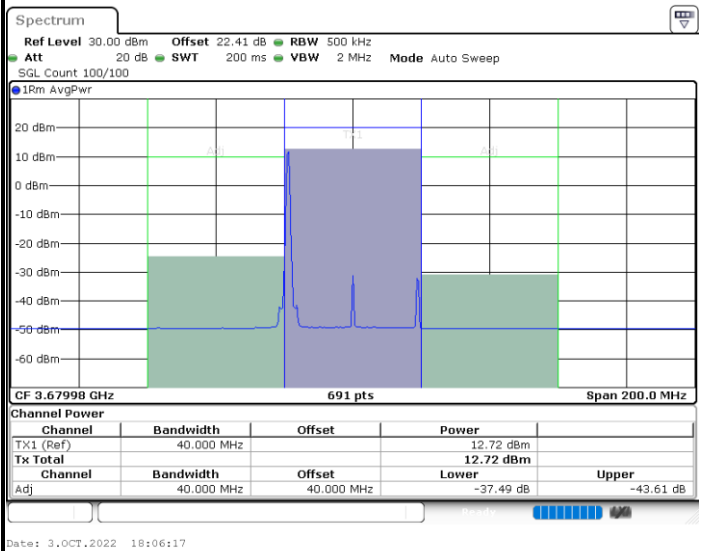 Spectrum
Ref Level 30.00 dBm Offset 22.41 dB RBW 500 kHz
Att 20 dB SWT 200 ms VBW 2 MHz Mode Auto Sweep
SGL Count 100/100
1Rm AvgPwr
20 dBm
TX1
10 dBm
Adj
Adj
0 dBm
-10 dBm
-20 dBm
-30 dBm
-40 dBm
-50 dBm
-60 dBm
CF 3.67998 GHz 691 pts Span 200.0 MHz
Channel Power
Channel Bandwidth Offset Power
TX1 (Ref) 40.000 MHz 12.72 dBm
Tx Total 12.72 dBm
Channel Bandwidth Offset Lower Upper
Adj 40.000 MHz 40.000 MHz -37.49 dB -43.61 dB
Ready
Date: 3.OCT.2022 18:06:17